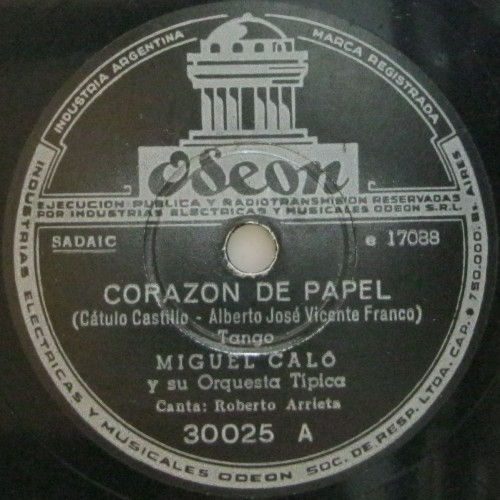 INDUSTRIA ARGENTINA
MARCA REGISTRADA
Odeon
EJECUCION PUBLICA Y RADIOTRANSMISION RESERVADAS
POR INDUSTRIAS ELECTRICAS Y MUSICALES ODEON S.R.L.
SADAIC
e 17088
CORAZON DE PAPEL
(Cátulo Castillo - Alberto José Vicente Franco)
Tango
MIGUEL CALÓ
y su Orquesta Típica
Canta: Roberto Arrieta
30025 A
INDUSTRIAS ELECTRICAS Y MUSICALES ODEON SOC. DE RESP. LTDA. CAP. $ 750.000. Bs. AIRES